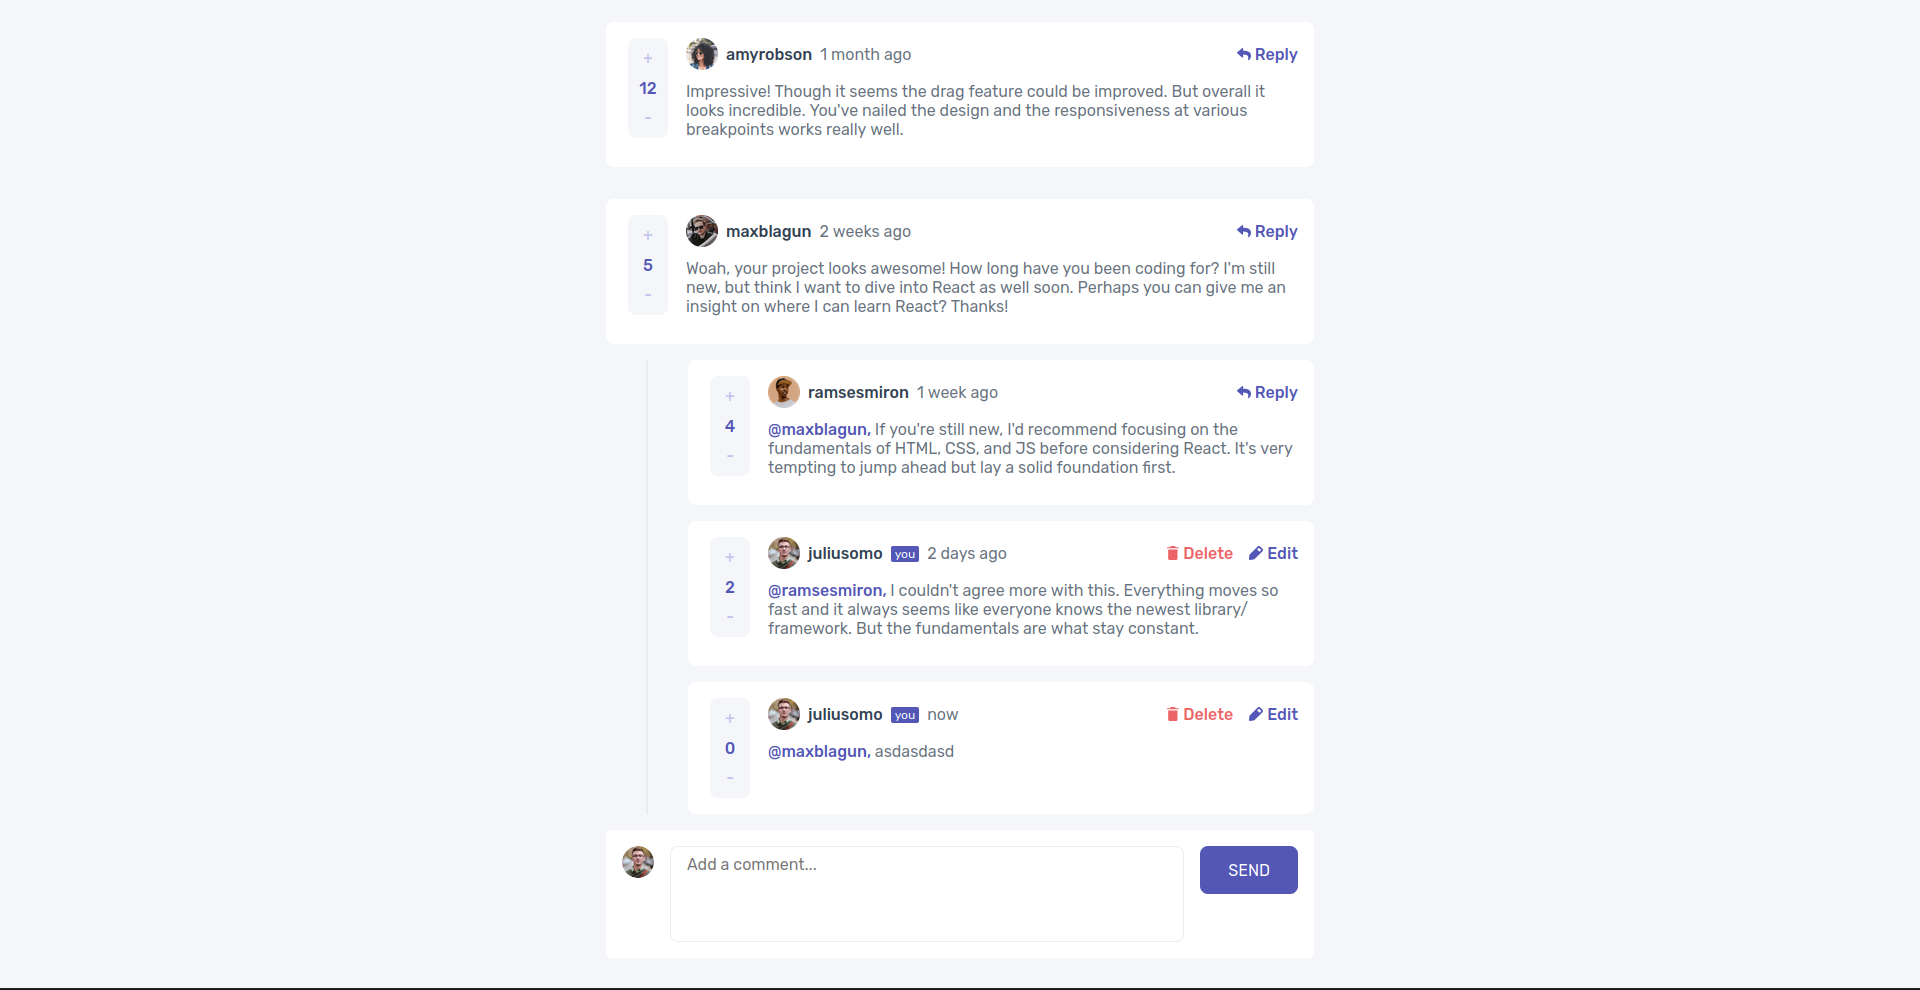 +
12
-
amyrobson 1 month ago
Reply
Impressive! Though it seems the drag feature could be improved. But overall it
looks incredible. You've nailed the design and the responsiveness at various
breakpoints works really well.
+
5
-
maxblagun 2 weeks ago
Reply
Woah, your project looks awesome! How long have you been coding for? I'm still
new, but think I want to dive into React as well soon. Perhaps you can give me an
insight on where I can learn React? Thanks!
+
4
-
ramsesmiron 1 week ago
Reply
@maxblagun, If you're still new, I'd recommend focusing on the
fundamentals of HTML, CSS, and JS before considering React. It's very
tempting to jump ahead but lay a solid foundation first.
+
2
-
juliusomo you 2 days ago
Delete Edit
@ramsesmiron, I couldn't agree more with this. Everything moves so
fast and it always seems like everyone knows the newest library/
framework. But the fundamentals are what stay constant.
+
0
-
juliusomo you now
Delete Edit
@maxblagun, asdasdasd
Add a comment...
SEND